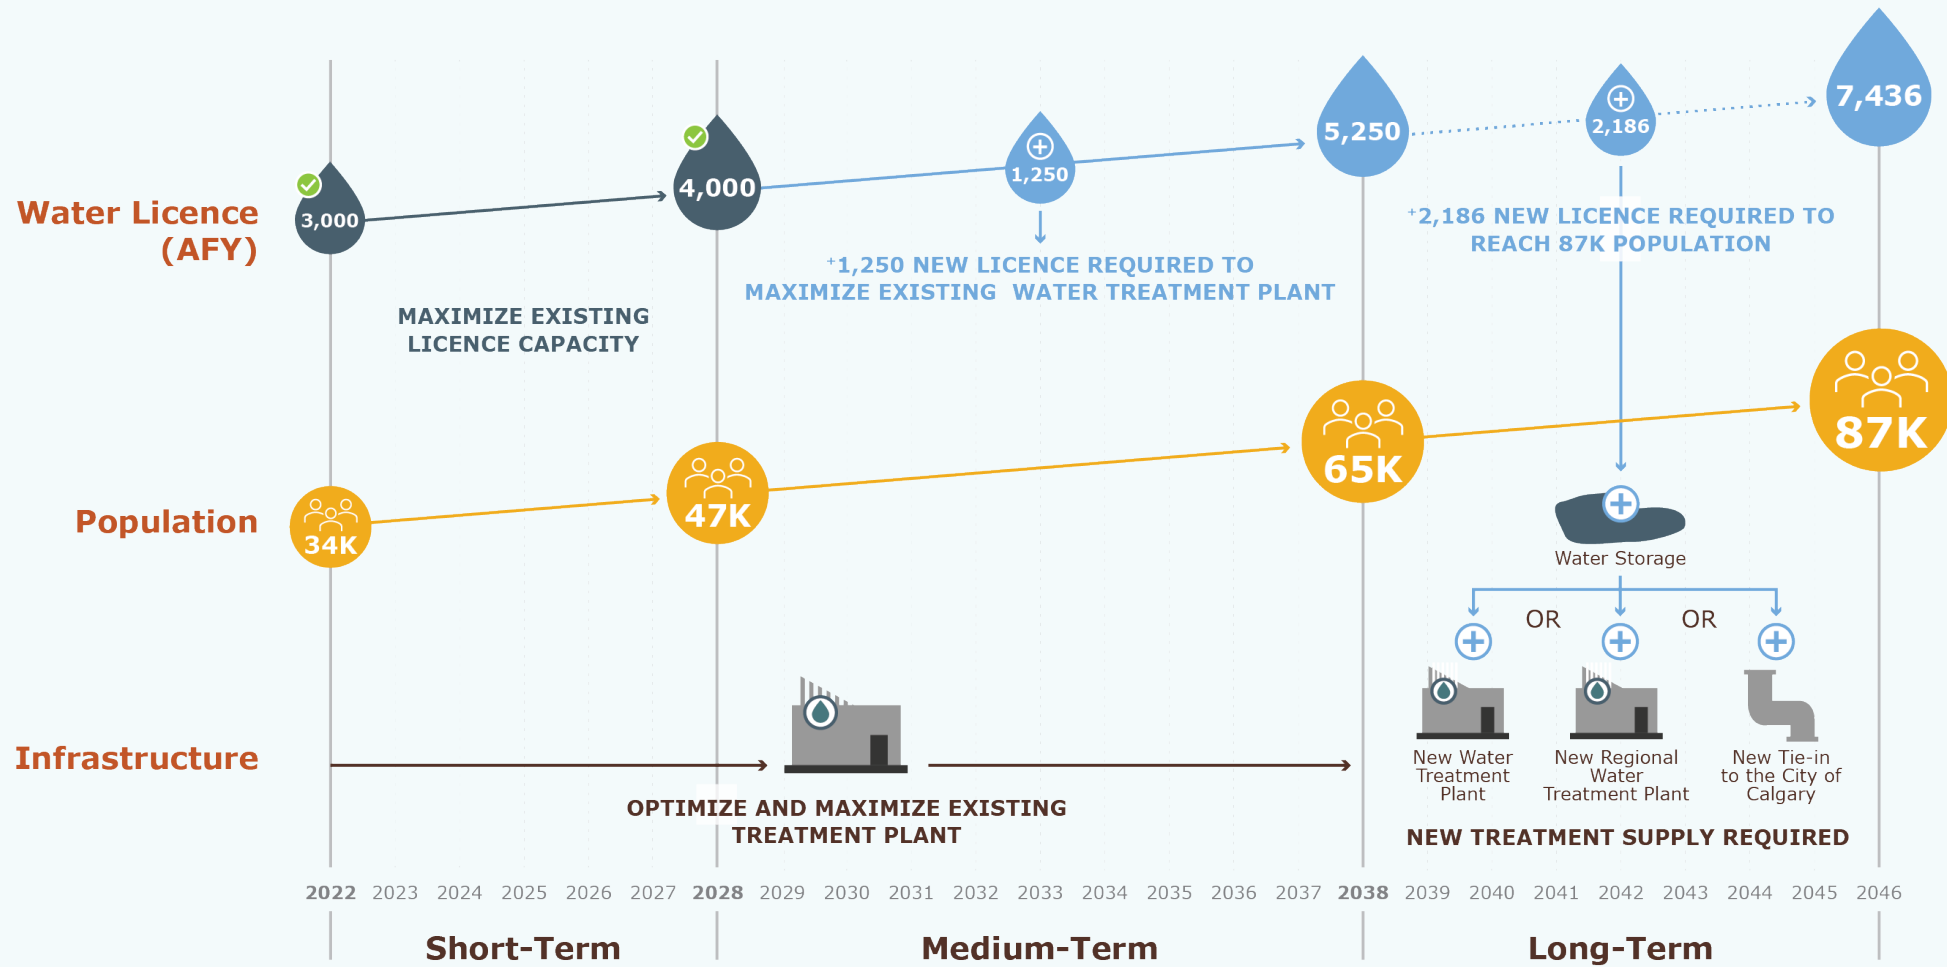 Water Licence
(AFY)
3,000
4,000
1,250
5,250
2,186
7,436
MAXIMIZE EXISTING
LICENCE CAPACITY
+1,250 NEW LICENCE REQUIRED TO
MAXIMIZE EXISTING WATER TREATMENT PLANT
+2,186 NEW LICENCE REQUIRED TO
REACH 87K POPULATION
Population
34K
47K
65K
87K
Water Storage
OR
OR
Infrastructure
OPTIMIZE AND MAXIMIZE EXISTING
TREATMENT PLANT
New Water
Treatment
Plant
New Regional
Water
Treatment Plant
New Tie-in
to the City of
Calgary
NEW TREATMENT SUPPLY REQUIRED
2022 2023 2024 2025 2026 2027 2028 2029 2030 2031 2032 2033 2034 2035 2036 2037 2038 2039 2040 2041 2042 2043 2044 2045 2046
Short-Term
Medium-Term
Long-Term